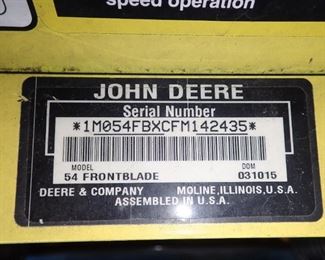 speed operation
JOHN DEERE
Serial Number
*1M054FBXCFM142435*
MODEL DOM
54 FRONTBLADE 031015
DEERE & COMPANY MOLINE, ILLINOIS, U.S.A.
ASSEMBLED IN U.S.A.